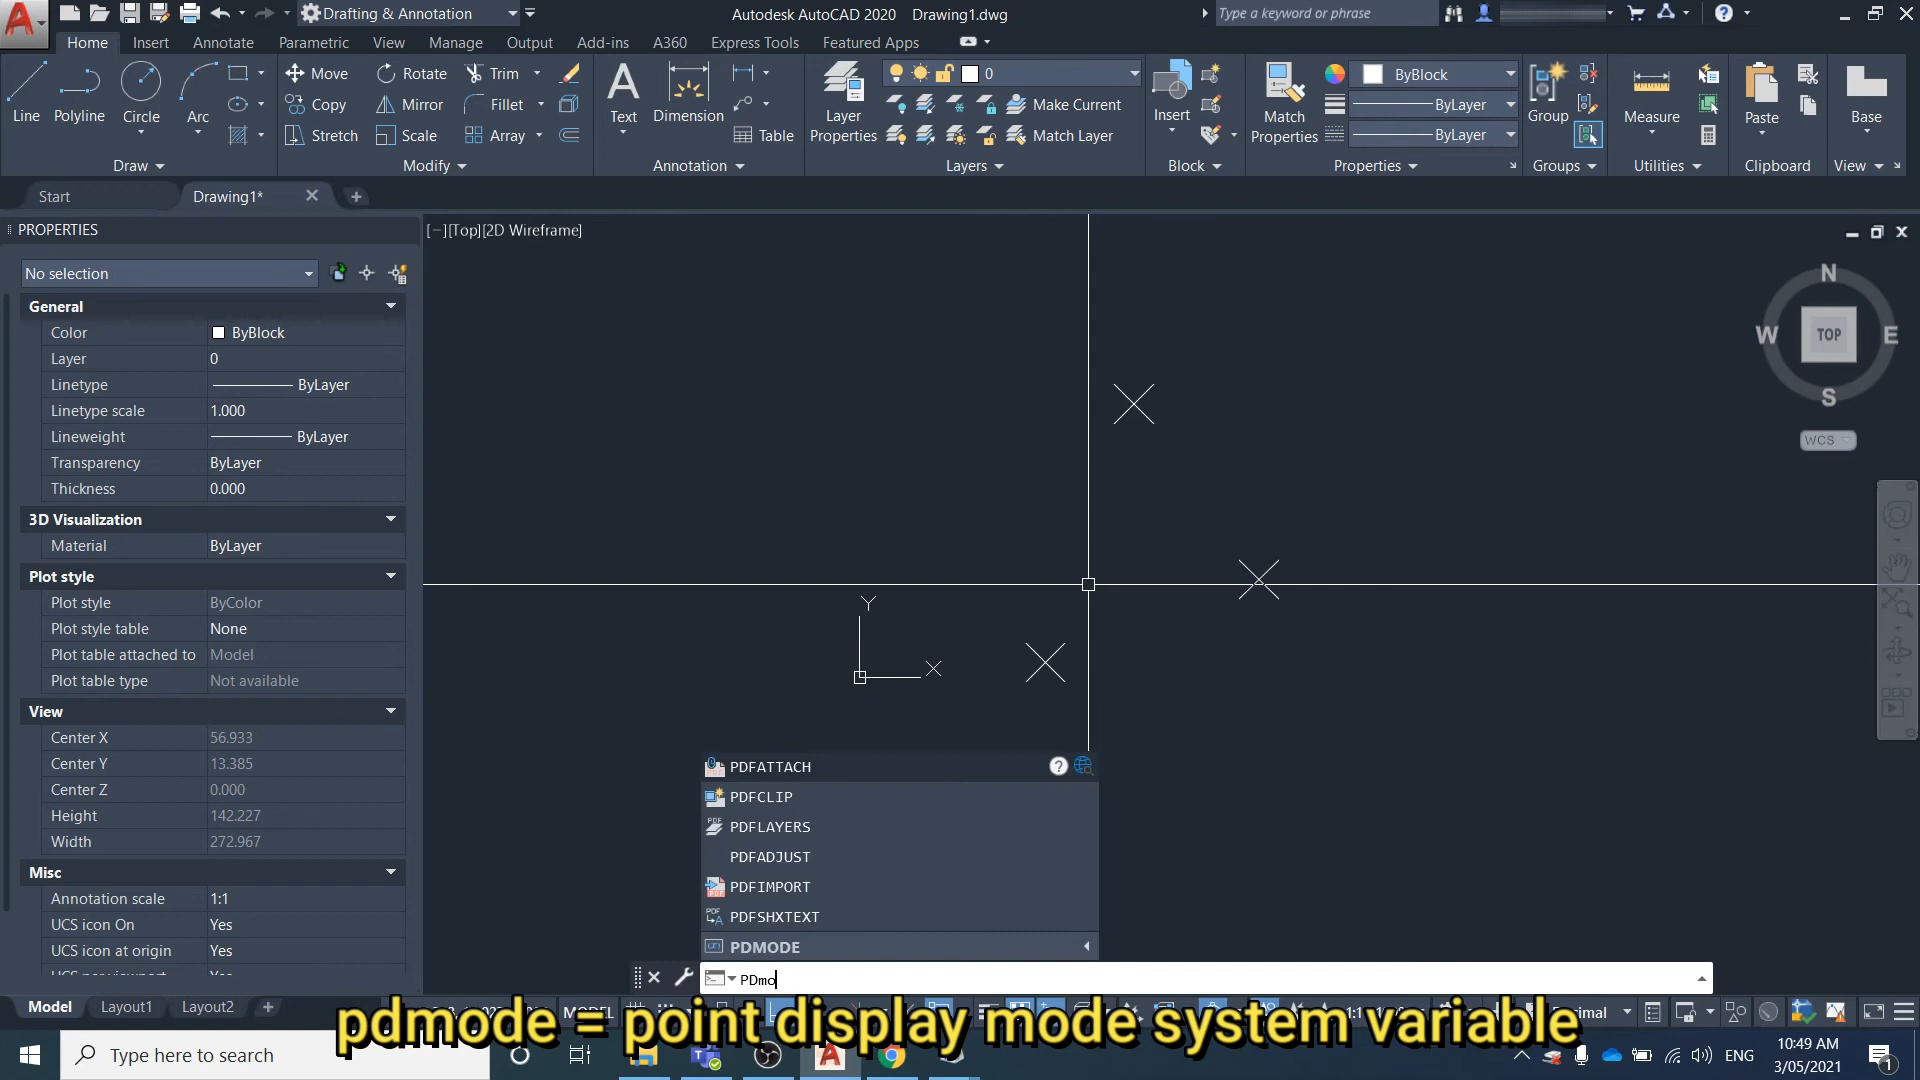 Drafting & Annotation
Autodesk AutoCAD 2020 Drawing1.dwg
Type a keyword or phrase
Home Insert Annotate Parametric View Manage Output Add-ins A360 Express Tools Featured Apps
Line Polyline Circle Arc
Move Rotate Trim
Copy Mirror Fillet
Stretch Scale Array
Text Dimension Table
Layer Properties
0
Make Current
Match Layer
Insert
Match Properties
ByBlock
ByLayer
ByLayer
Group Measure Paste Base
Draw Modify Annotation Layers Block Properties Groups Utilities Clipboard View
Start Drawing1*
PROPERTIES
No selection
General
Color ByBlock
Layer 0
Linetype ByLayer
Linetype scale 1.000
Lineweight ByLayer
Transparency ByLayer
Thickness 0.000
3D Visualization
Material ByLayer
Plot style
Plot style ByColor
Plot style table None
Plot table attached to Model
Plot table type Not available
View
Center X 56.933
Center Y 13.385
Center Z 0.000
Height 142.227
Width 272.967
Misc
Annotation scale 1:1
UCS icon On Yes
UCS icon at origin Yes
[−][Top][2D Wireframe]
N
W TOP E
S
WCS
Y
X
PDFATTACH
PDFCLIP
PDFLAYERS
PDFADJUST
PDFIMPORT
PDFSHXTEXT
PDMODE
PDmo
Model Layout1 Layout2
MODEL
pdmode = point display mode system variable
Type here to search
ENG
10:49 AM
3/05/2021
1